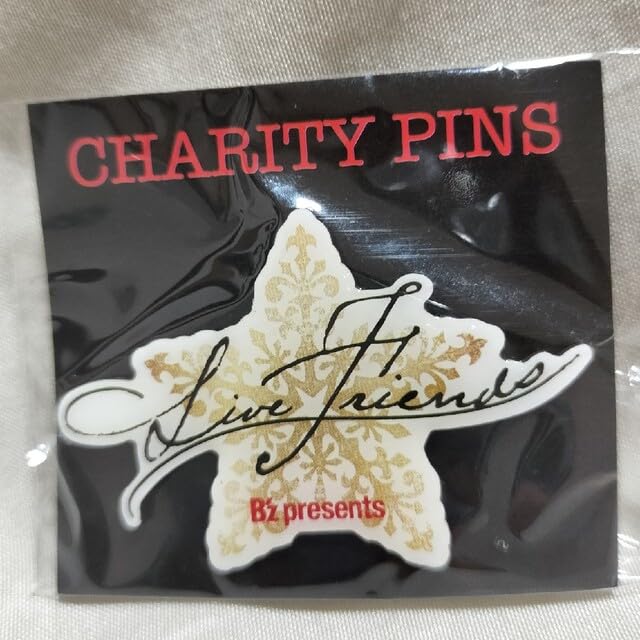 CHARITY PINS
Live Friends
B'z presents